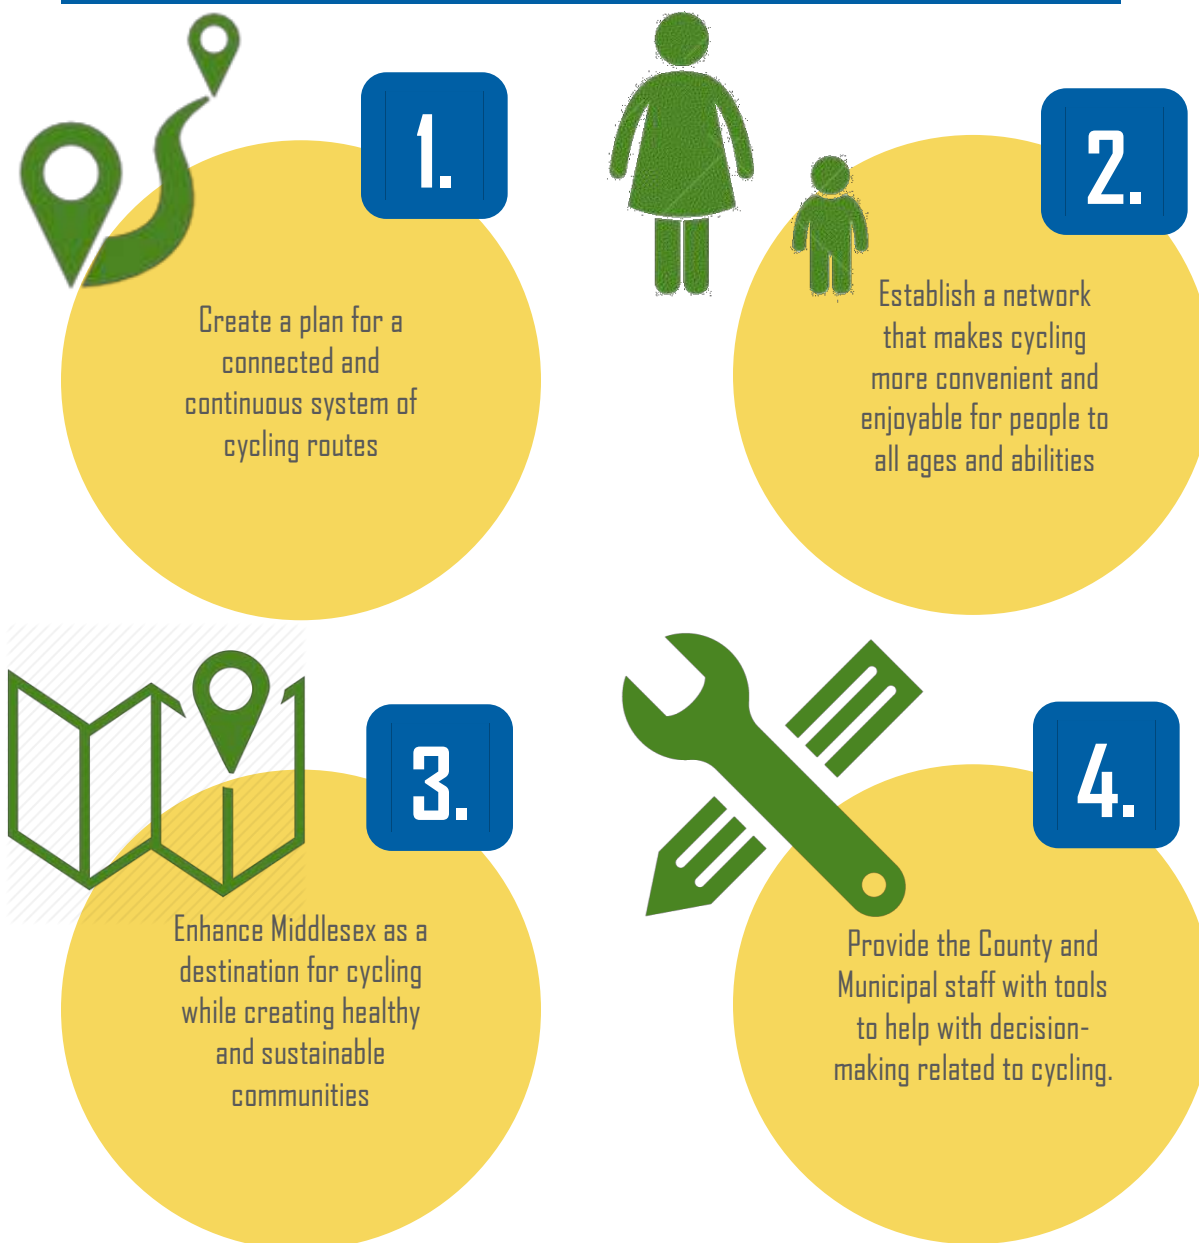 1.
Create a plan for a
connected and
continuous system of
cycling routes
2.
Establish a network
that makes cycling
more convenient and
enjoyable for people to
all ages and abilities
3.
Enhance Middlesex as a
destination for cycling
while creating healthy
and sustainable
communities
4.
Provide the County and
Municipal staff with tools
to help with decision-
making related to cycling.